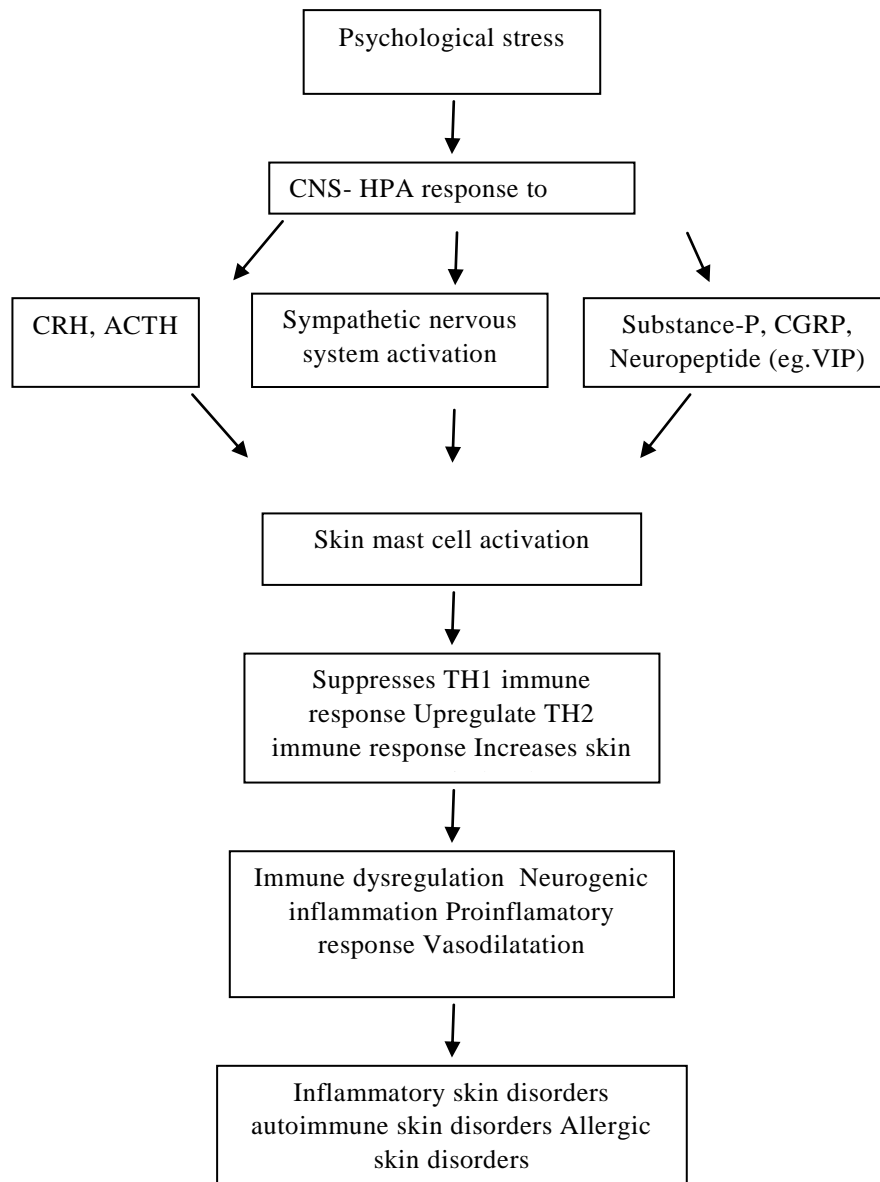 Psychological stress
CNS- HPA response to
CRH, ACTH
Sympathetic nervous
system activation
Substance-P, CGRP,
Neuropeptide (eg.VIP)
Skin mast cell activation
Suppresses TH1 immune
response Upregulate TH2
immune response Increases skin
Immune dysregulation  Neurogenic
inflammation Proinflamatory
response Vasodilatation
Inflammatory skin disorders
autoimmune skin disorders Allergic
skin disorders